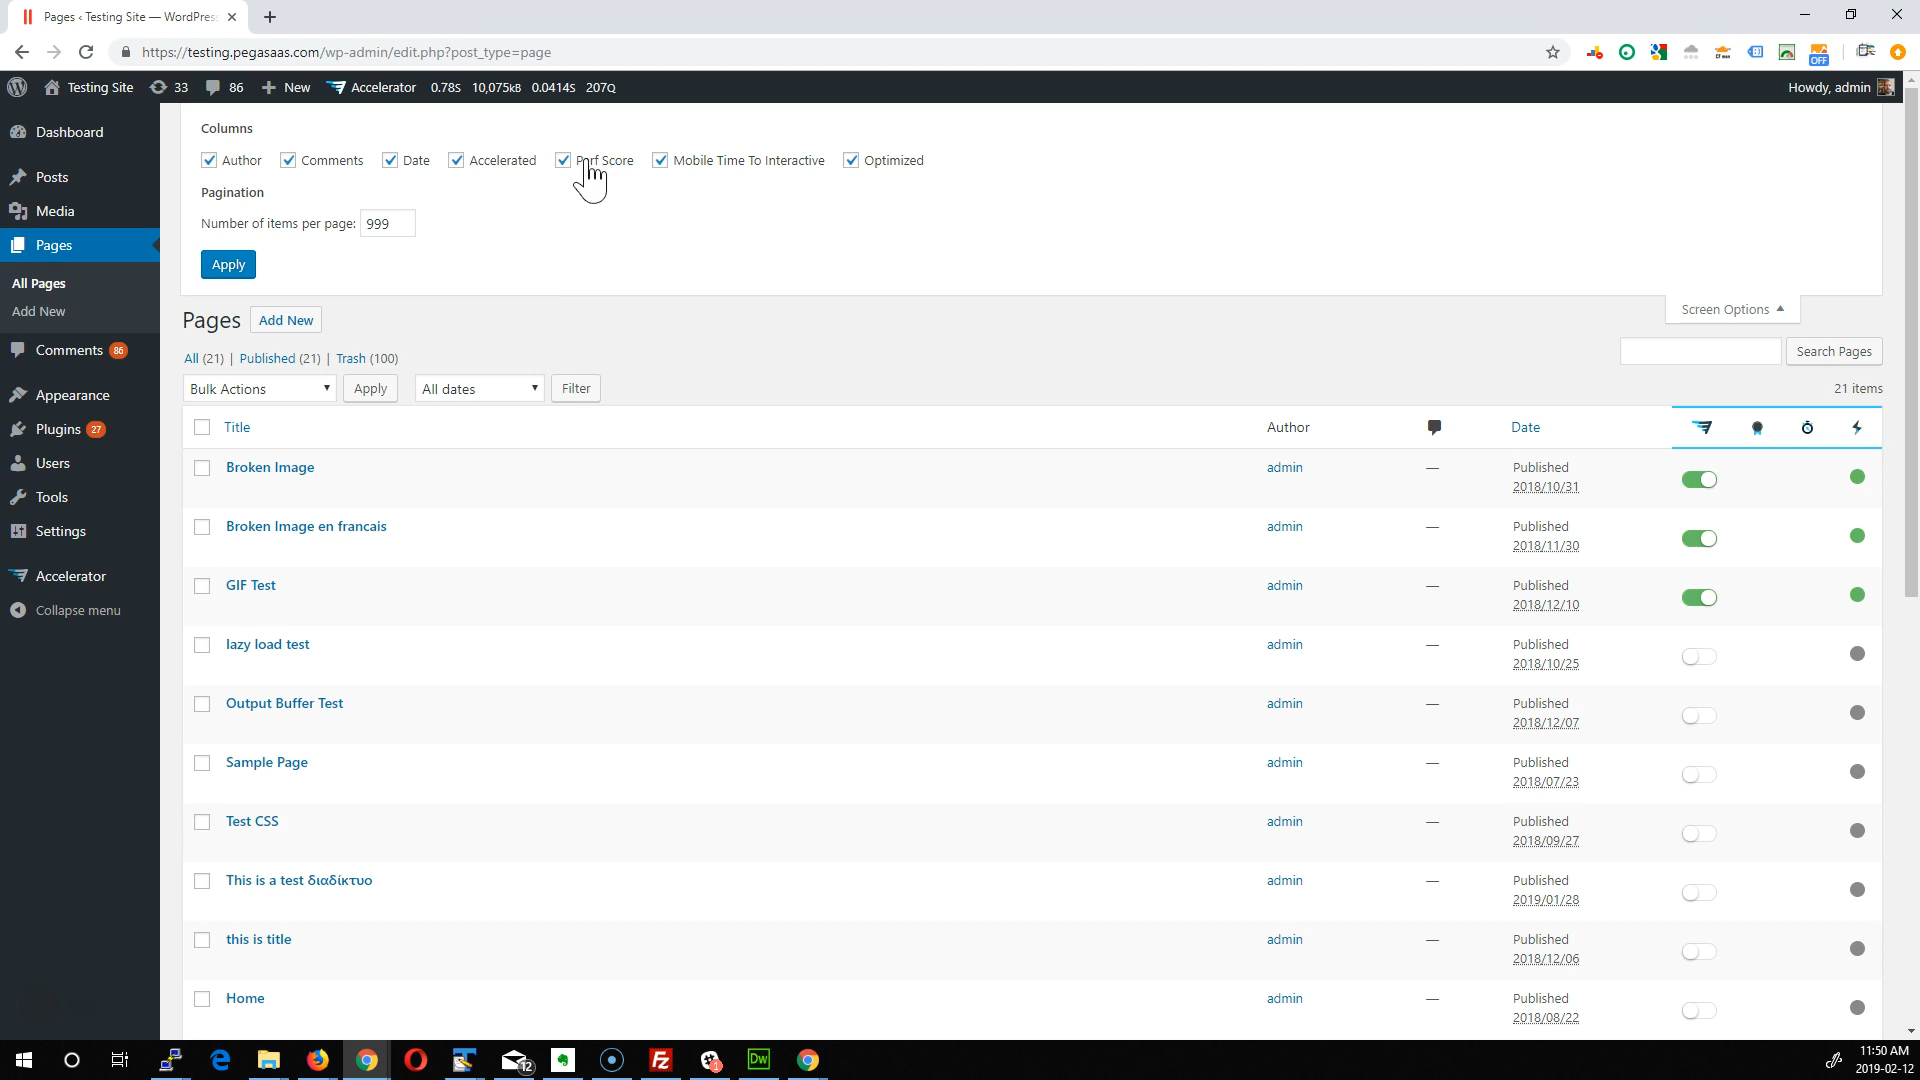 Pages ‹ Testing Site — WordPres
https://testing.pegasaas.com/wp-admin/edit.php?post_type=page
OFF
Testing Site 33 86 New Accelerator 0.78s 10,075KB 0.0414s 207Q Howdy, admin
Dashboard
Posts
Media
Pages
All Pages
Add New
Comments 86
Appearance
Plugins 27
Users
Tools
Settings
Accelerator
Collapse menu
Columns
Author Comments Date Accelerated Perf Score Mobile Time To Interactive Optimized
Pagination
Number of items per page: 999
Apply
Screen Options
Pages Add New
All (21) | Published (21) | Trash (100)
Search Pages
Bulk Actions Apply All dates Filter 21 items
Title Author Date
Broken Image admin — Published
2018/10/31
Broken Image en francais admin — Published
2018/11/30
GIF Test admin — Published
2018/12/10
lazy load test admin — Published
2018/10/25
Output Buffer Test admin — Published
2018/12/07
Sample Page admin — Published
2018/07/23
Test CSS admin — Published
2018/09/27
This is a test διαδίκτυο admin — Published
2019/01/28
this is title admin — Published
2018/12/06
Home admin — Published
2018/08/22
12
Fz
1
Dw
11:50 AM
2019-02-12